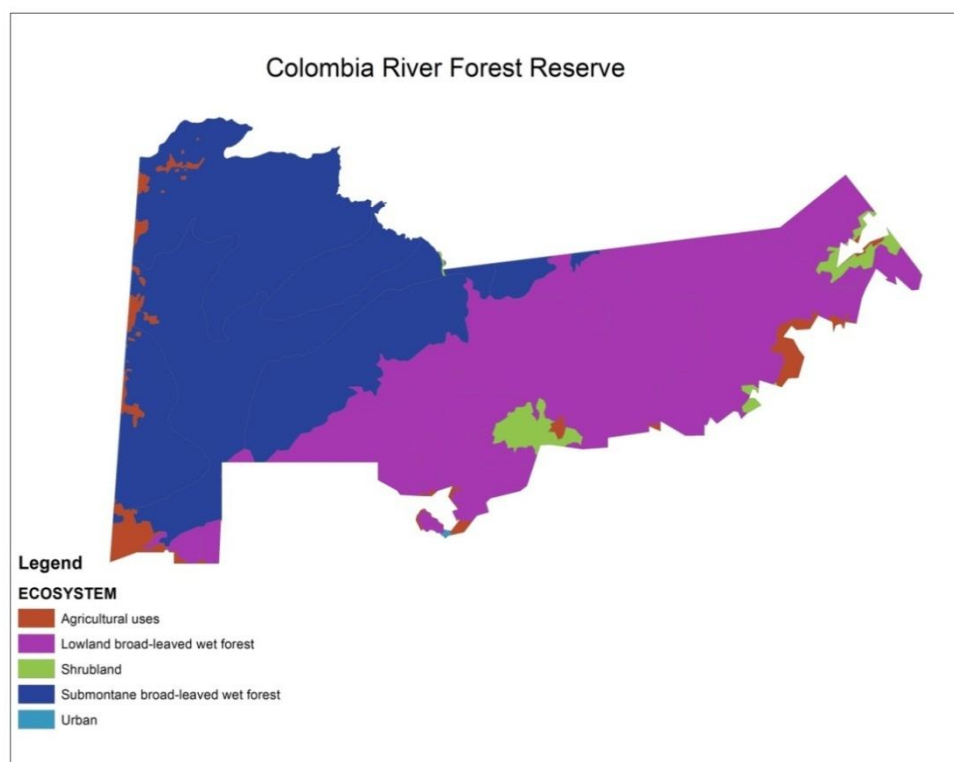 Colombia River Forest Reserve
Legend
ECOSYSTEM
Agricultural uses
Lowland broad-leaved wet forest
Shrubland
Submontane broad-leaved wet forest
Urban